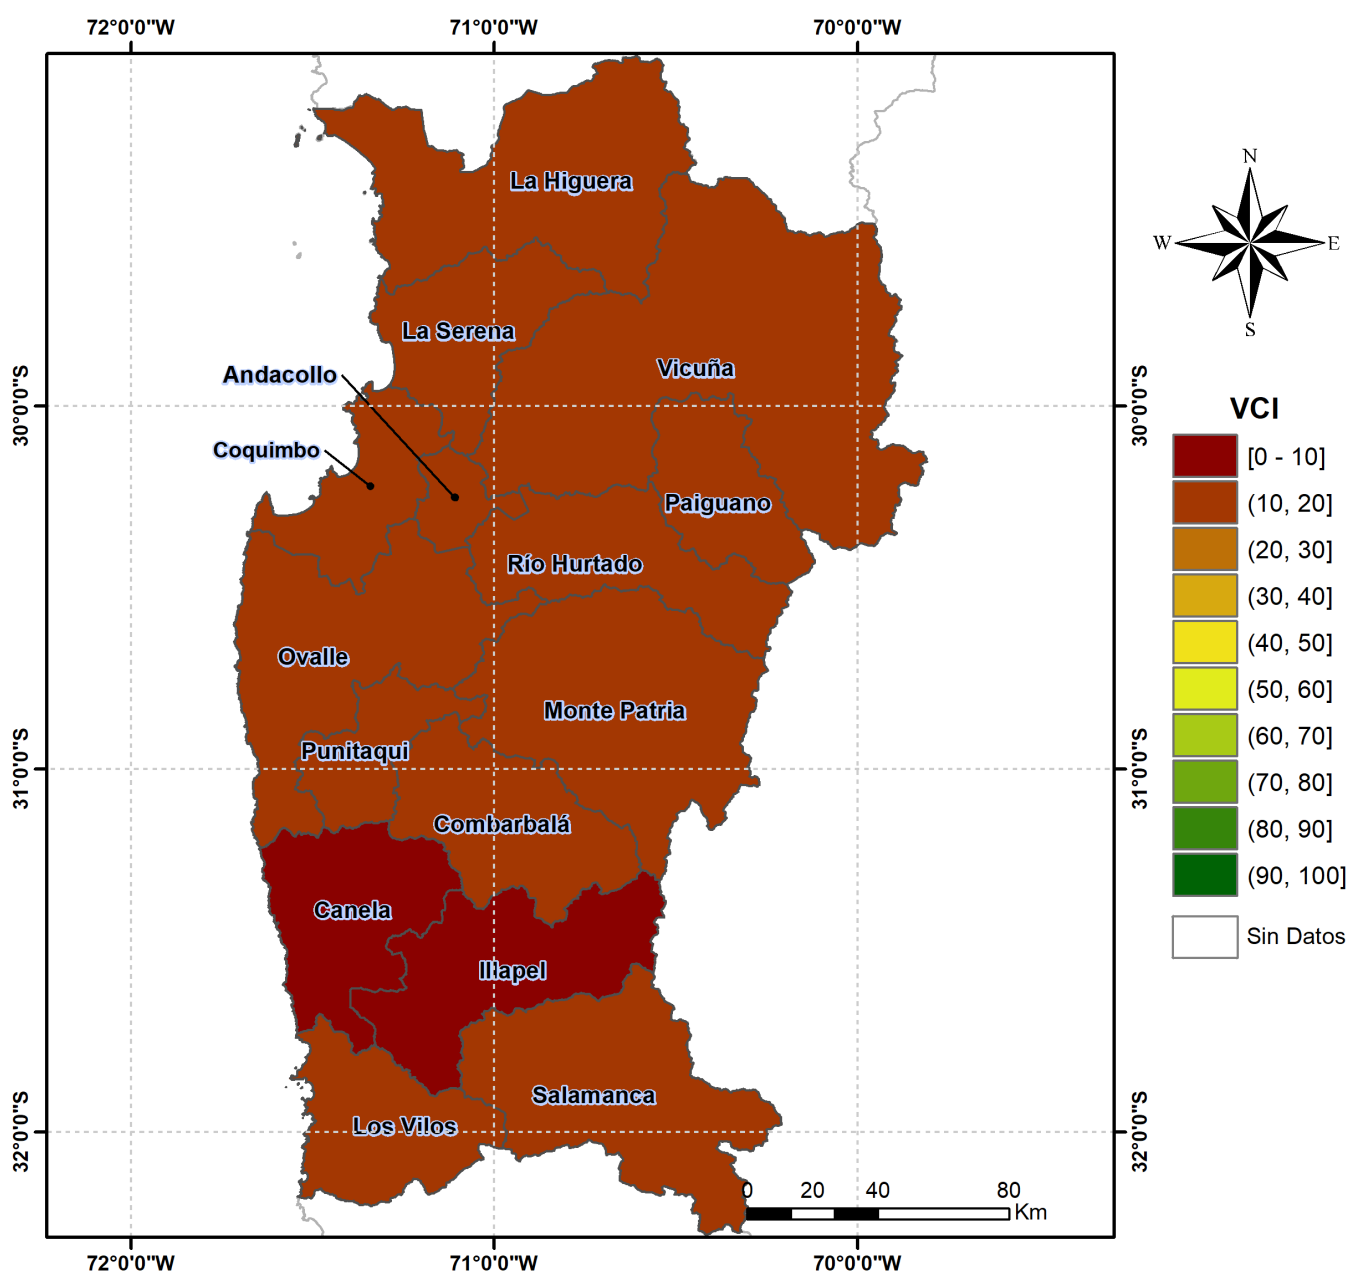 72°0'0"W
71°0'0"W
70°0'0"W
N
W
E
S
La Higuera
La Serena
Vicuña
Andacollo
Coquimbo
30°0'0"S
30°0'0"S
Paiguano
Río Hurtado
Ovalle
Monte Patria
Punitaqui
31°0'0"S
31°0'0"S
Combarbalá
Canela
Illapel
Salamanca
Los Vilos
32°0'0"S
32°0'0"S
VCI
[0 - 10]
(10, 20]
(20, 30]
(30, 40]
(40, 50]
(50, 60]
(60, 70]
(70, 80]
(80, 90]
(90, 100]
Sin Datos
0 20 40 80
Km
72°0'0"W
71°0'0"W
70°0'0"W